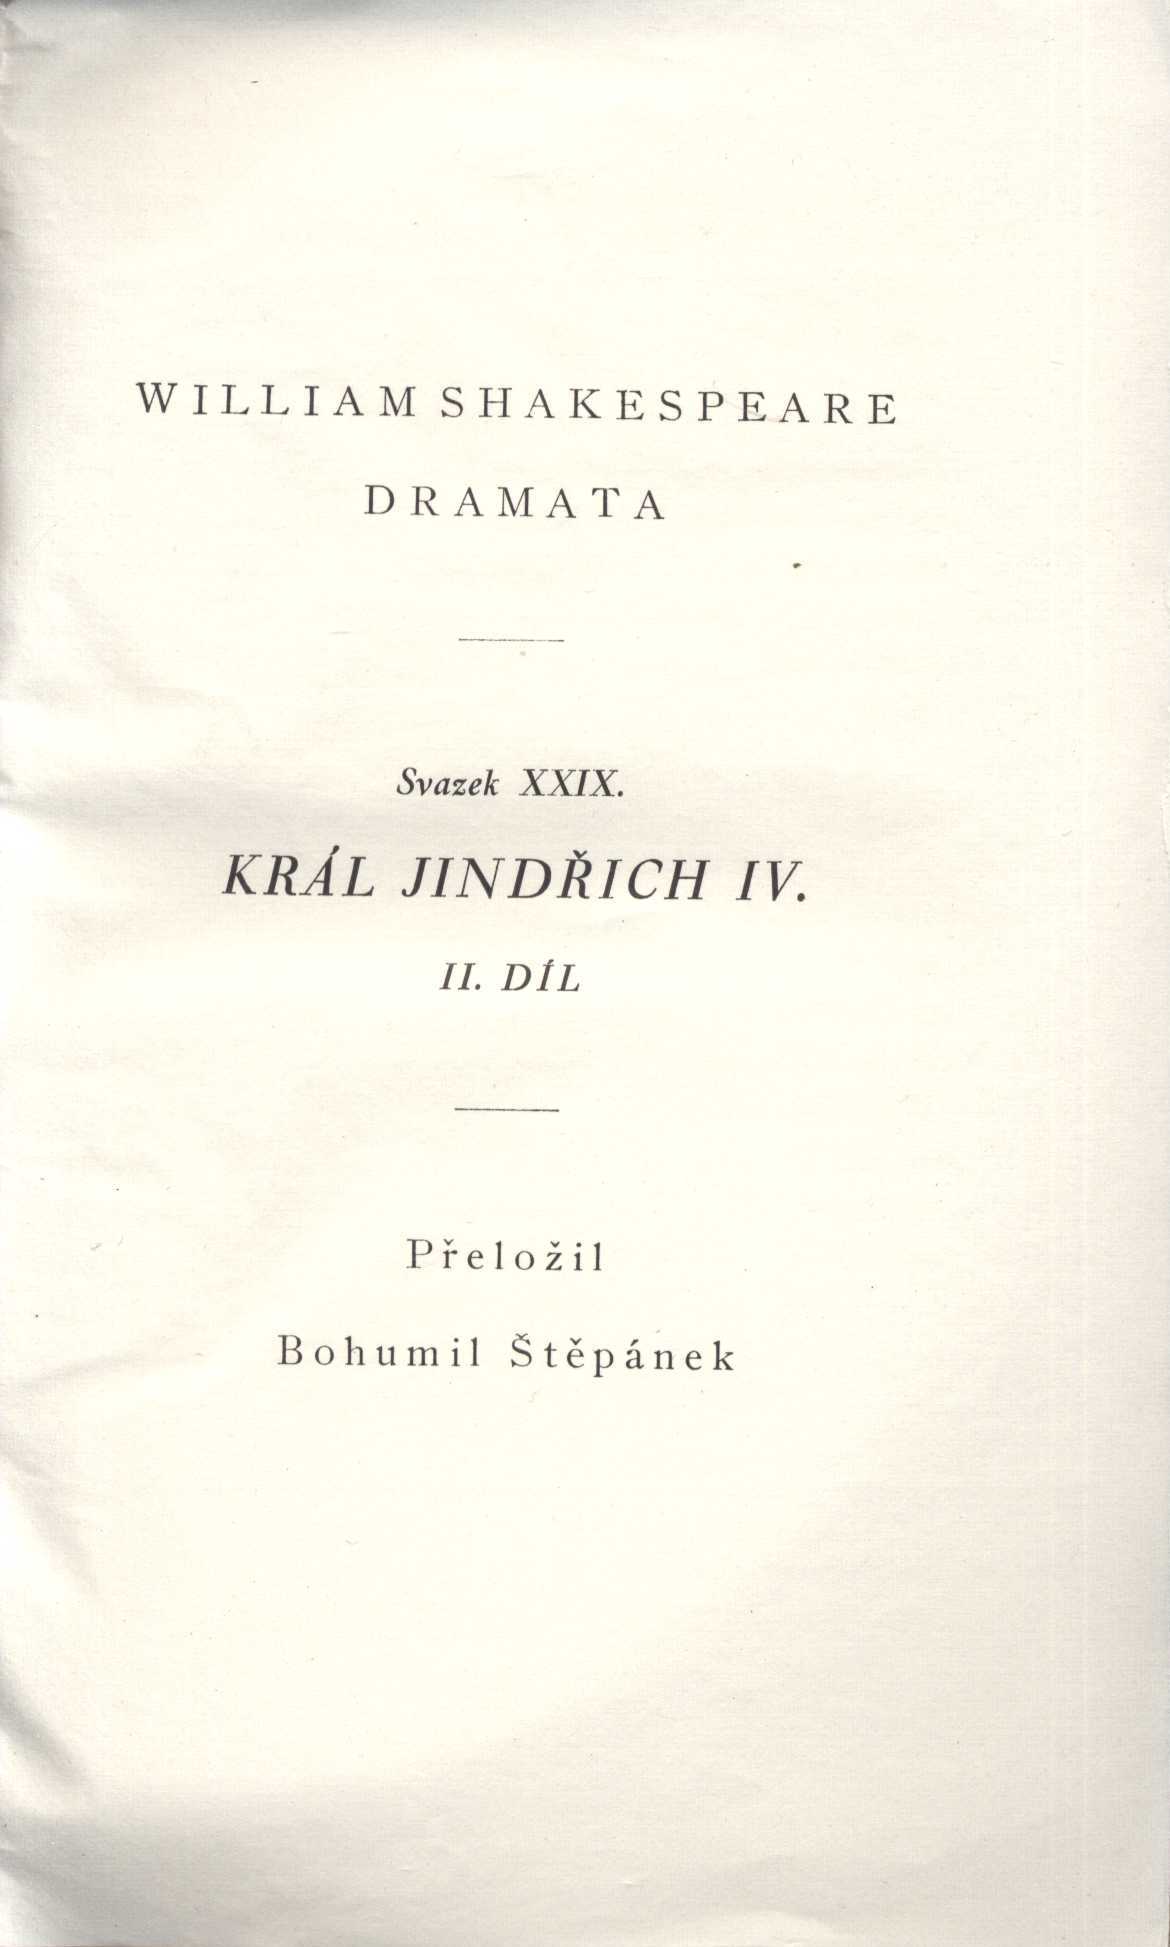 WILLIAM SHAKESPEARE
DRAMATA
Svazek XXIX.
KRÁL JINDŘICH IV.
II. DÍL
Přeložil
Bohumil Štěpánek